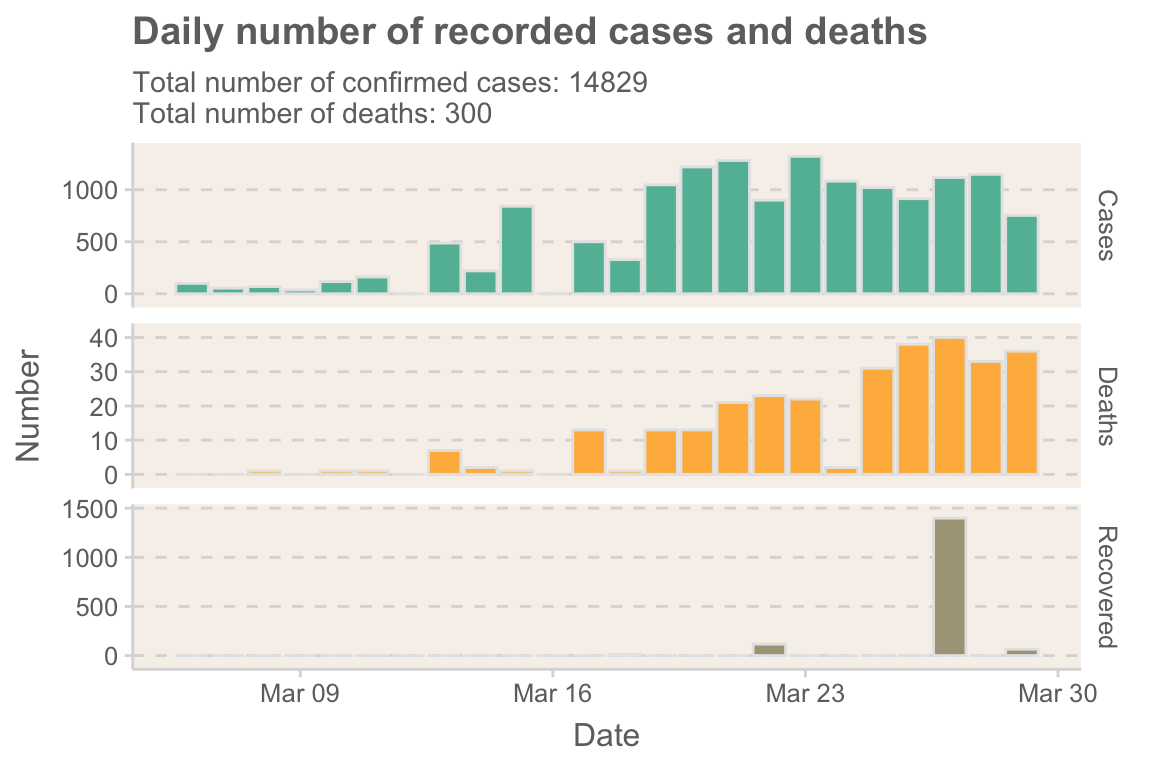 Daily number of recorded cases and deaths
Total number of confirmed cases: 14829
Total number of deaths: 300
1000
500
0
Cases
40
30
20
10
0
Deaths
1500
1000
500
0
Recovered
Number
Mar 09 Mar 16 Mar 23 Mar 30
Date